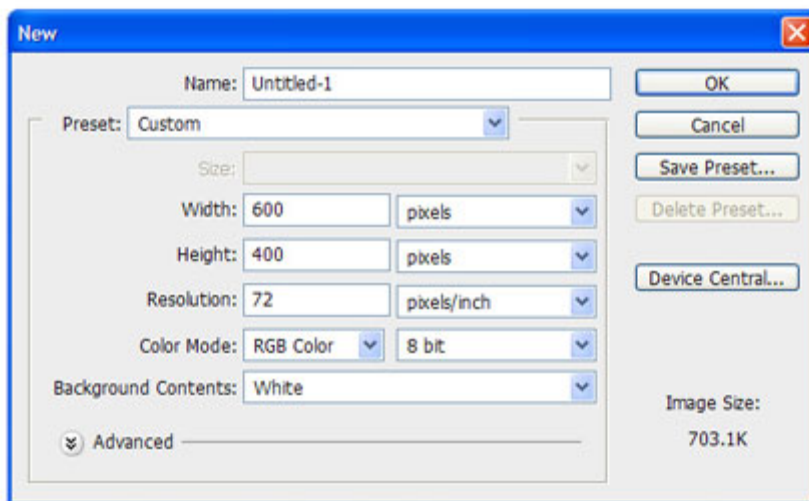 New
Name: Untitled-1
OK
Preset: Custom
Cancel
Size:
Save Preset...
Width: 600 pixels
Delete Preset...
Height: 400 pixels
Device Central...
Resolution: 72 pixels/inch
Color Mode: RGB Color 8 bit
Background Contents: White
Image Size:
703.1K
Advanced